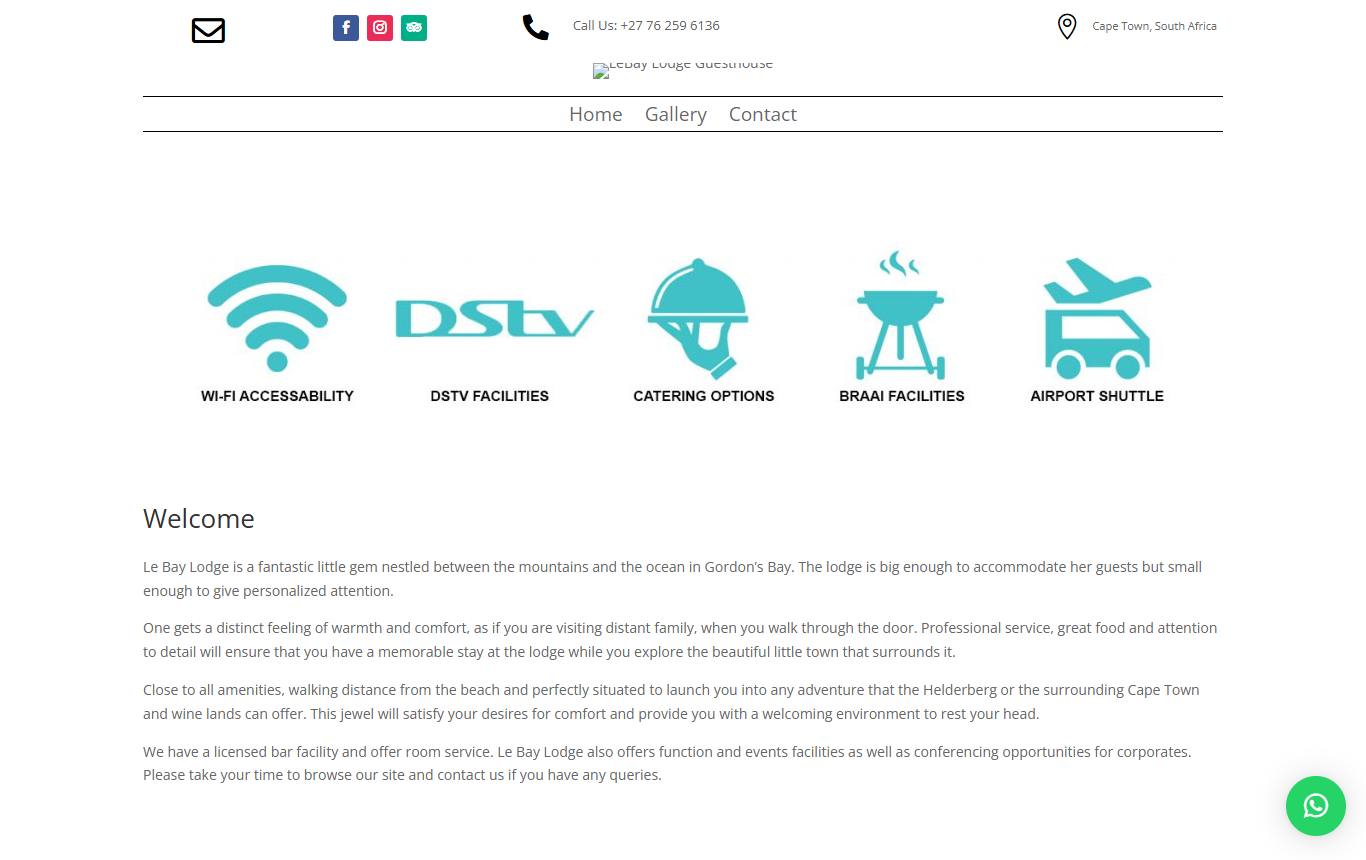 Call Us: +27 76 259 6136
Cape Town, South Africa
LeBay Lodge Guesthouse
Home Gallery Contact
DStv
WI-FI ACCESSABILITY
DSTV FACILITIES
CATERING OPTIONS
BRAAI FACILITIES
AIRPORT SHUTTLE
Welcome
Le Bay Lodge is a fantastic little gem nestled between the mountains and the ocean in Gordon’s Bay. The lodge is big enough to accommodate her guests but small
enough to give personalized attention.
One gets a distinct feeling of warmth and comfort, as if you are visiting distant family, when you walk through the door. Professional service, great food and attention
to detail will ensure that you have a memorable stay at the lodge while you explore the beautiful little town that surrounds it.
Close to all amenities, walking distance from the beach and perfectly situated to launch you into any adventure that the Helderberg or the surrounding Cape Town
and wine lands can offer. This jewel will satisfy your desires for comfort and provide you with a welcoming environment to rest your head.
We have a licensed bar facility and offer room service. Le Bay Lodge also offers function and events facilities as well as conferencing opportunities for corporates.
Please take your time to browse our site and contact us if you have any queries.